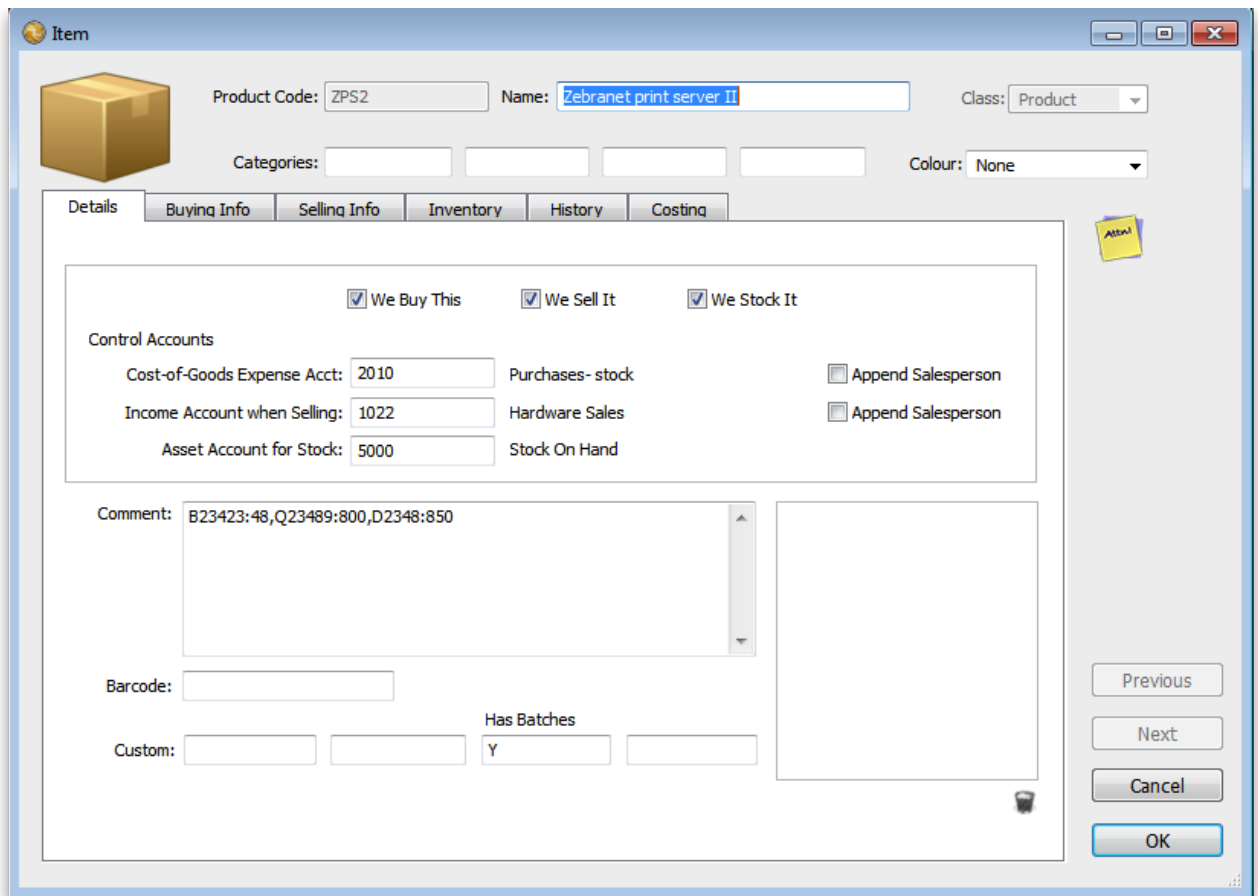 Item
Product Code: ZPS2 Name: Zebranet print server II Class: Product
Categories: Colour: None
Details Buying Info Selling Info Inventory History Costing
Attn!
We Buy This We Sell It We Stock It
Control Accounts
Cost-of-Goods Expense Acct: 2010 Purchases- stock Append Salesperson
Income Account when Selling: 1022 Hardware Sales Append Salesperson
Asset Account for Stock: 5000 Stock On Hand
Comment: B23423:48,Q23489:800,D2348:850
Barcode:
Has Batches
Custom: Y
Previous
Next
Cancel
OK